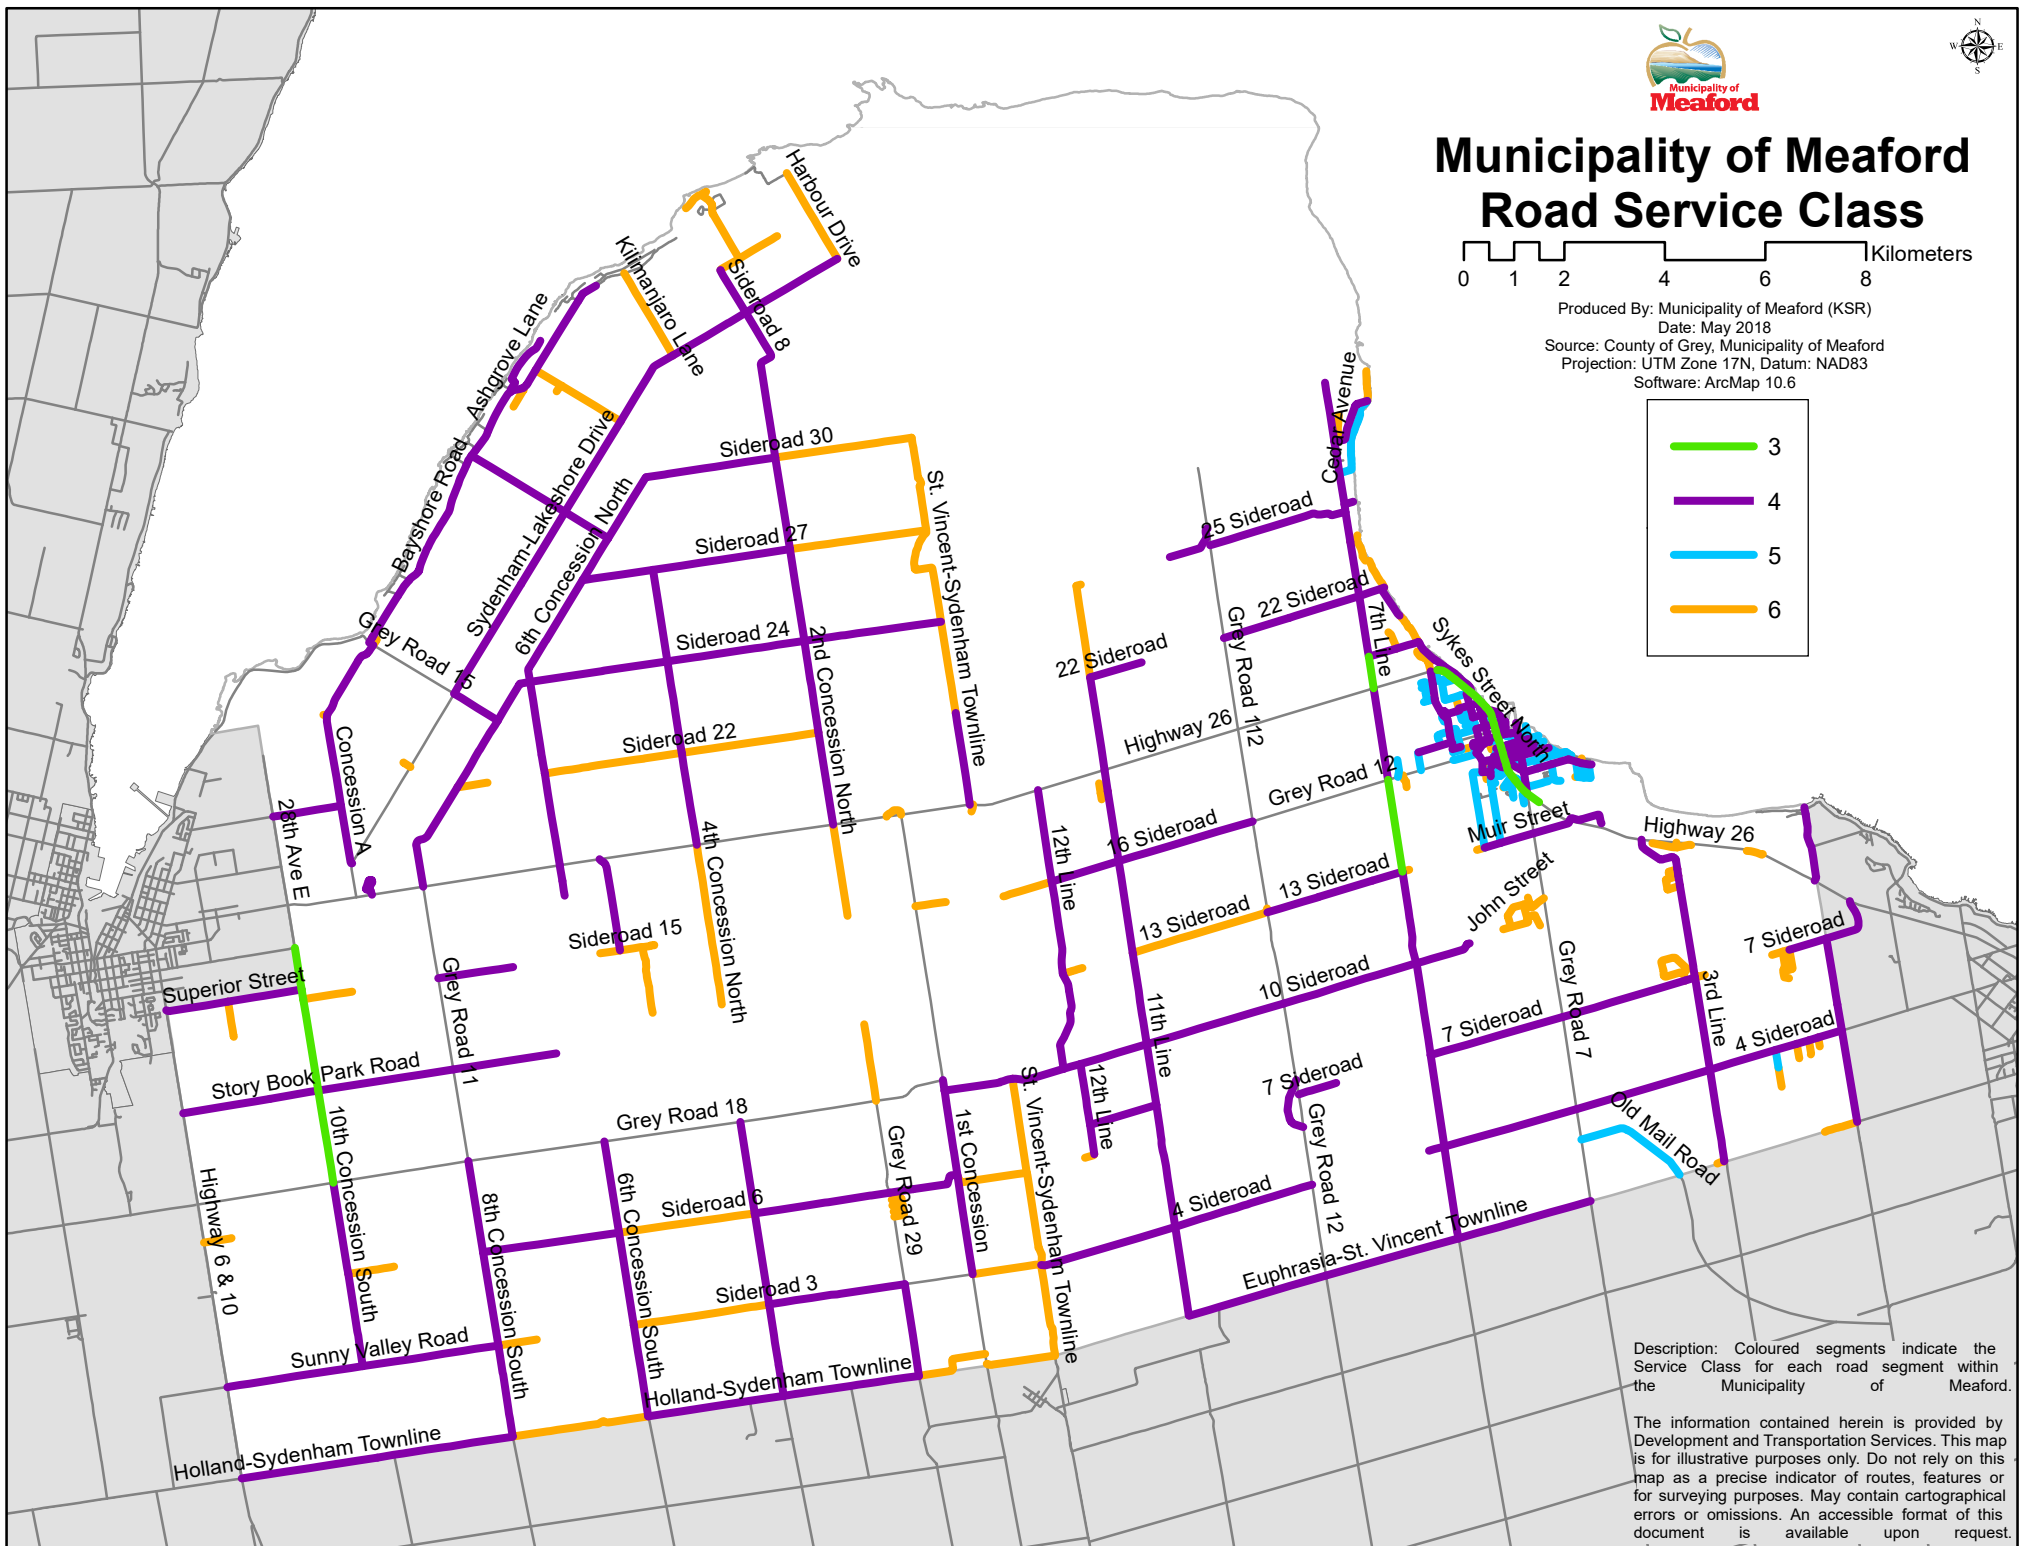 Municipality of
Meaford
N
W E
S
Municipality of Meaford
Road Service Class
Kilometers
0 1 2 4 6 8
Produced By: Municipality of Meaford (KSR)
Date: May 2018
Source: County of Grey, Municipality of Meaford
Projection: UTM Zone 17N, Datum: NAD83
Software: ArcMap 10.6
3
4
5
6
Harbour Drive
Kilimanjaro Lane
Sideroad 8
Ashgrove Lane
Cedar Avenue
Bayshore Road
Sydenham-Lakeshore Drive
6th Concession North
Sideroad 30
St. Vincent-Sydenham Townline
25 Sideroad
Sideroad 27
22 Sideroad
7th Line
Grey Road 15
Sideroad 24
2nd Concession North
22 Sideroad
Grey Road 112
Sykes Street North
Concession A
Sideroad 22
Highway 26
Grey Road 12
28th Ave E
4th Concession North
12th Line
16 Sideroad
Muir Street
Highway 26
13 Sideroad
John Street
Sideroad 15
13 Sideroad
7 Sideroad
Superior Street
Grey Road 11
10 Sideroad
Grey Road 7
3rd Line
11th Line
7 Sideroad
4 Sideroad
Story Book Park Road
12th Line
7 Sideroad
Grey Road 18
10th Concession South
St. Vincent-Sydenham Townline
1st Concession
Grey Road 29
Grey Road 12
Old Mail Road
Highway 6 & 10
8th Concession South
6th Concession South
Sideroad 6
4 Sideroad
Euphrasia-St. Vincent Townline
Sideroad 3
Sunny Valley Road
Holland-Sydenham Townline
Holland-Sydenham Townline
Description: Coloured segments indicate the
Service Class for each road segment within
the Municipality of Meaford.
The information contained herein is provided by
Development and Transportation Services. This map
is for illustrative purposes only. Do not rely on this
map as a precise indicator of routes, features or
for surveying purposes. May contain cartographical
errors or omissions. An accessible format of this
document is available upon request.